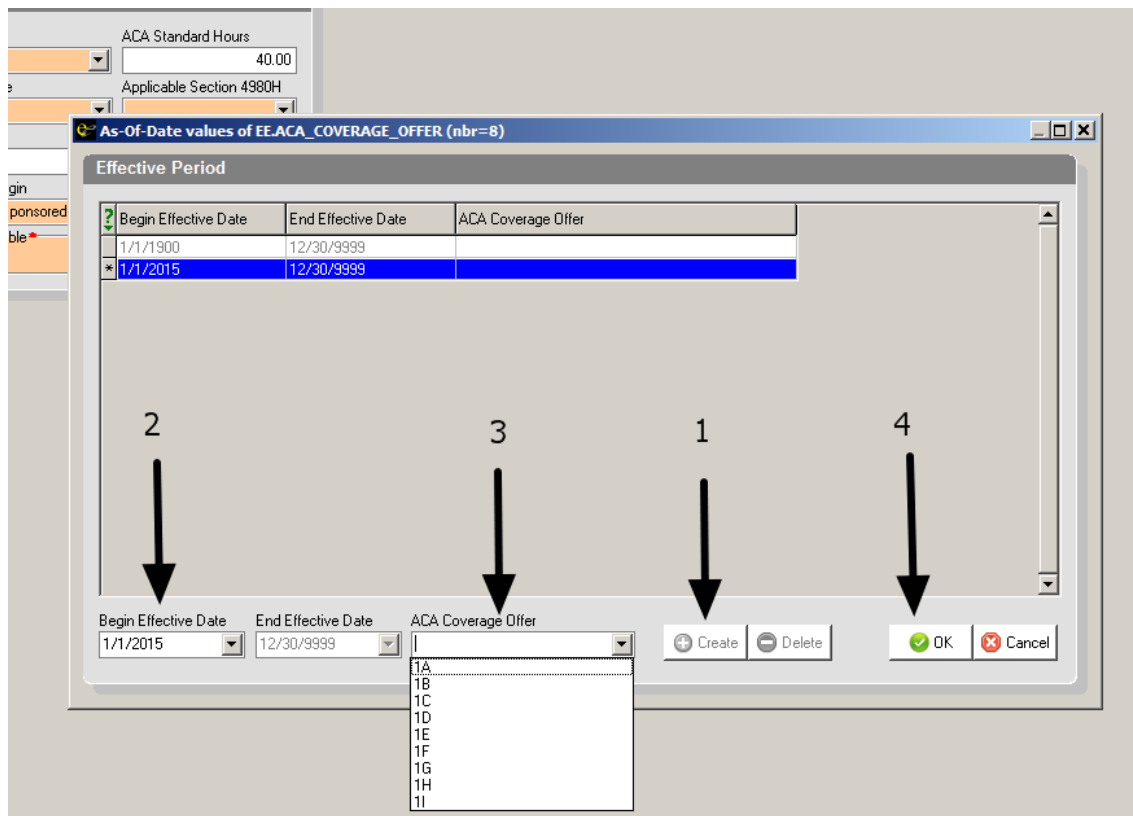 ACA Standard Hours
40.00
Applicable Section 4980H
As-Of-Date values of EE.ACA_COVERAGE_OFFER (nbr=8)
Effective Period
gin
ponsored
ble*
? Begin Effective Date End Effective Date ACA Coverage Offer
1/1/1900 12/30/9999
* 1/1/2015 12/30/9999
2 3 1 4
Begin Effective Date End Effective Date ACA Coverage Offer
1/1/2015 12/30/9999 Create Delete OK Cancel
1A
1B
1C
1D
1E
1F
1G
1H
1I